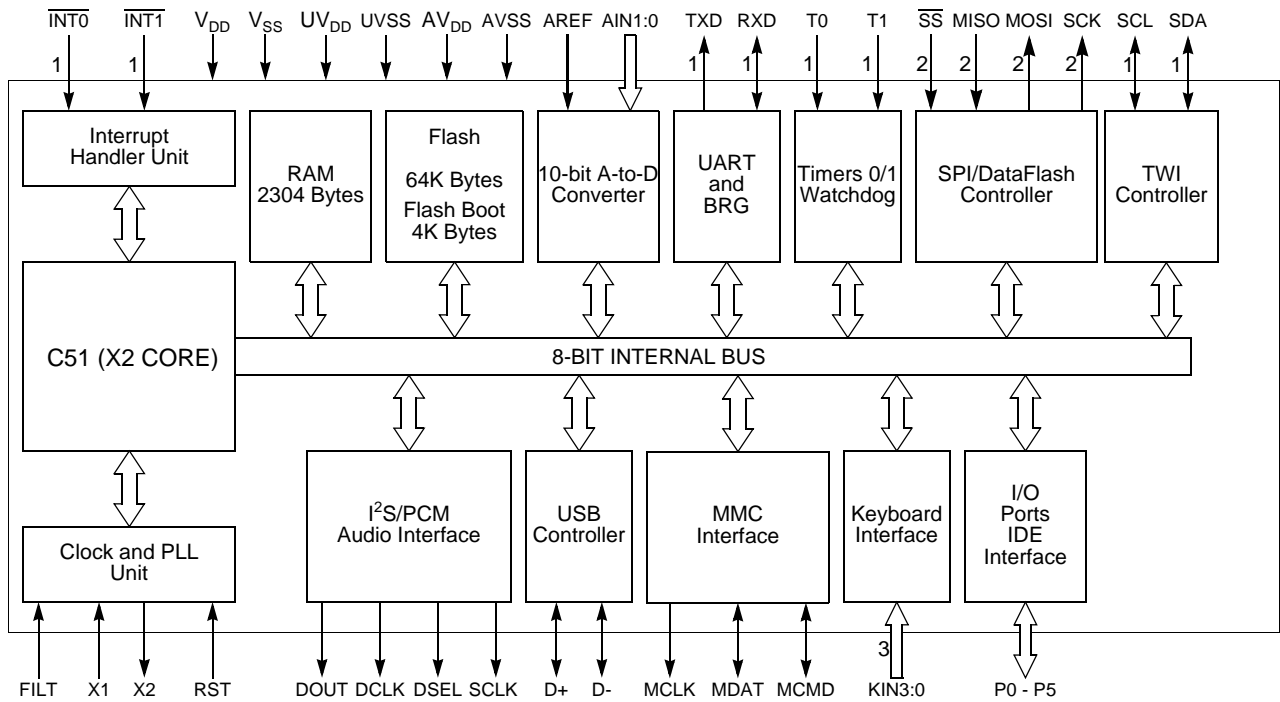 INT0 INT1 VDD VSS UVDD UVSS AVDD AVSS AREF AIN1:0 TXD RXD T0 T1 SS MISO MOSI SCK SCL SDA
1 1 1 1 1 1 2 2 2 2 1 1
Interrupt
Handler Unit
RAM
2304 Bytes
Flash
64K Bytes
Flash Boot
4K Bytes
10-bit A-to-D
Converter
UART
and
BRG
Timers 0/1
Watchdog
SPI/DataFlash
Controller
TWI
Controller
C51 (X2 CORE)
8-BIT INTERNAL BUS
Clock and PLL
Unit
I²S/PCM
Audio Interface
USB
Controller
MMC
Interface
Keyboard
Interface
I/O
Ports
IDE
Interface
3
FILT X1 X2 RST DOUT DCLK DSEL SCLK D+ D- MCLK MDAT MCMD KIN3:0 P0 - P5